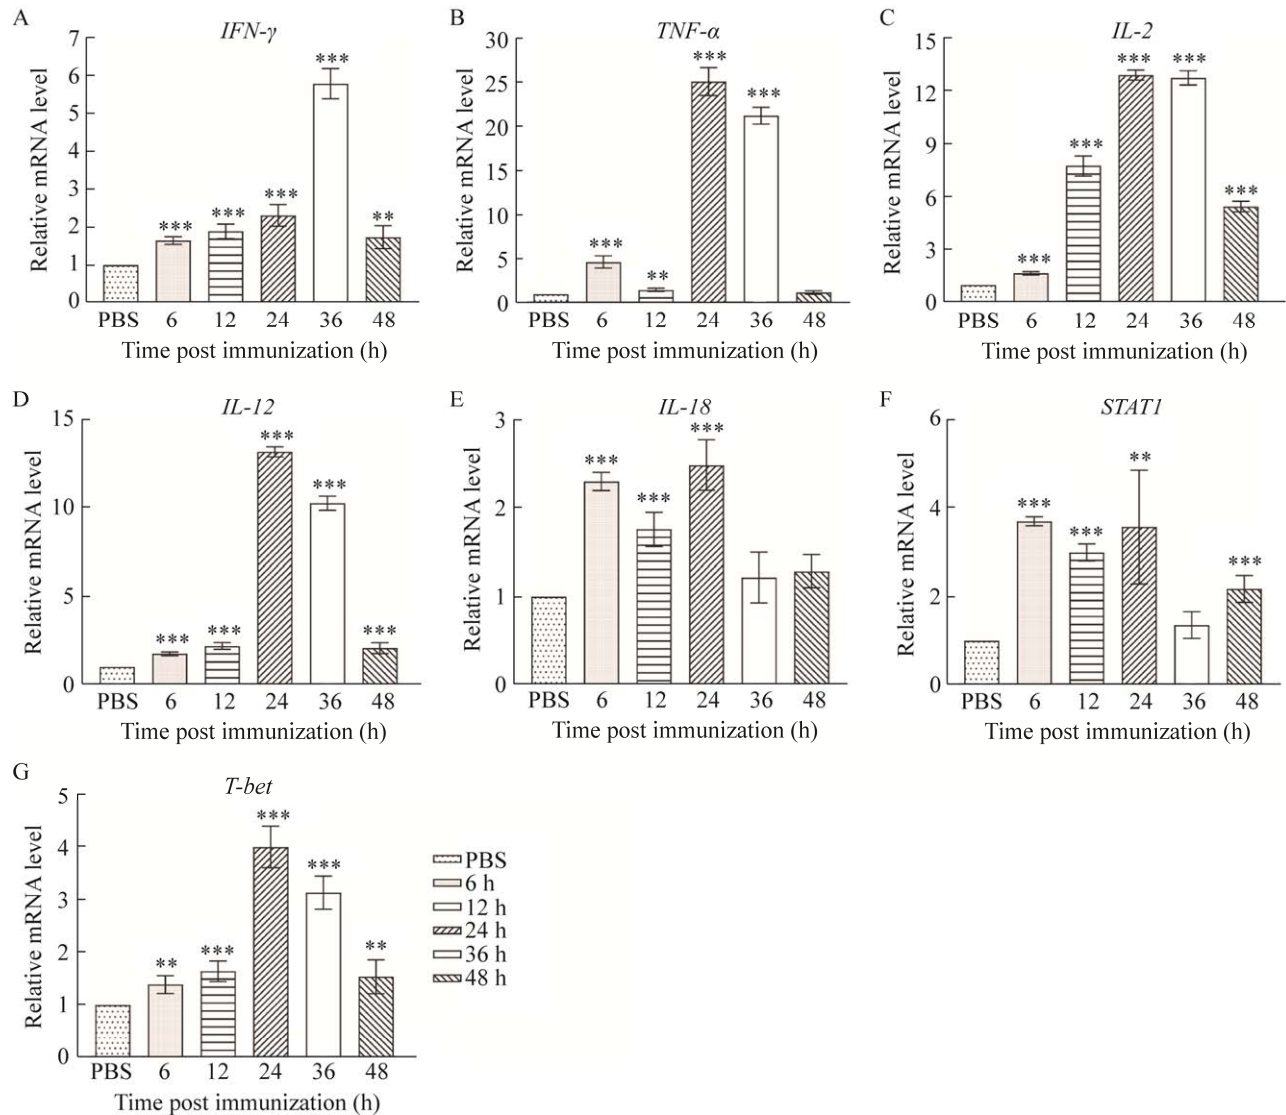 A
IFN-γ
Relative mRNA level
7
6
5
4
3
2
1
0
***
***
***
***
**
PBS 6 12 24 36 48
Time post immunization (h)
B
TNF-α
Relative mRNA level
30
25
20
15
10
5
0
***
**
***
***
PBS 6 12 24 36 48
Time post immunization (h)
C
IL-2
Relative mRNA level
15
12
9
6
3
0
***
***
***
***
***
PBS 6 12 24 36 48
Time post immunization (h)
D
IL-12
Relative mRNA level
15
10
5
0
***
***
***
***
***
PBS 6 12 24 36 48
Time post immunization (h)
E
IL-18
Relative mRNA level
3
2
1
0
***
***
***
PBS 6 12 24 36 48
Time post immunization (h)
F
STAT1
Relative mRNA level
6
4
2
0
***
***
**
***
PBS 6 12 24 36 48
Time post immunization (h)
G
T-bet
Relative mRNA level
5
4
3
2
1
0
**
***
***
***
**
PBS 6 12 24 36 48
Time post immunization (h)
PBS
6 h
12 h
24 h
36 h
48 h